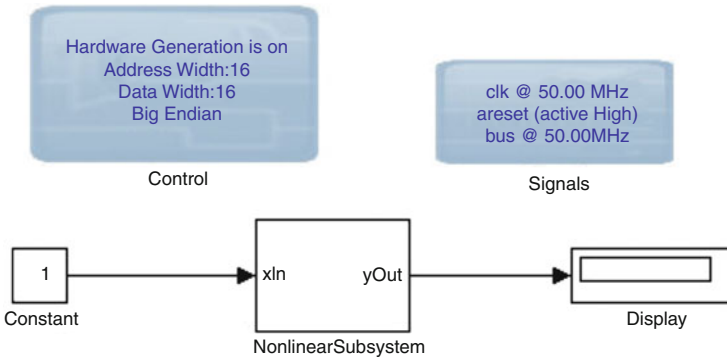 Hardware Generation is on
Address Width:16
Data Width:16
Big Endian
Control
clk @ 50.00 MHz
areset (active High)
bus @ 50.00MHz
Signals
1
Constant
xIn
yOut
NonlinearSubsystem
Display